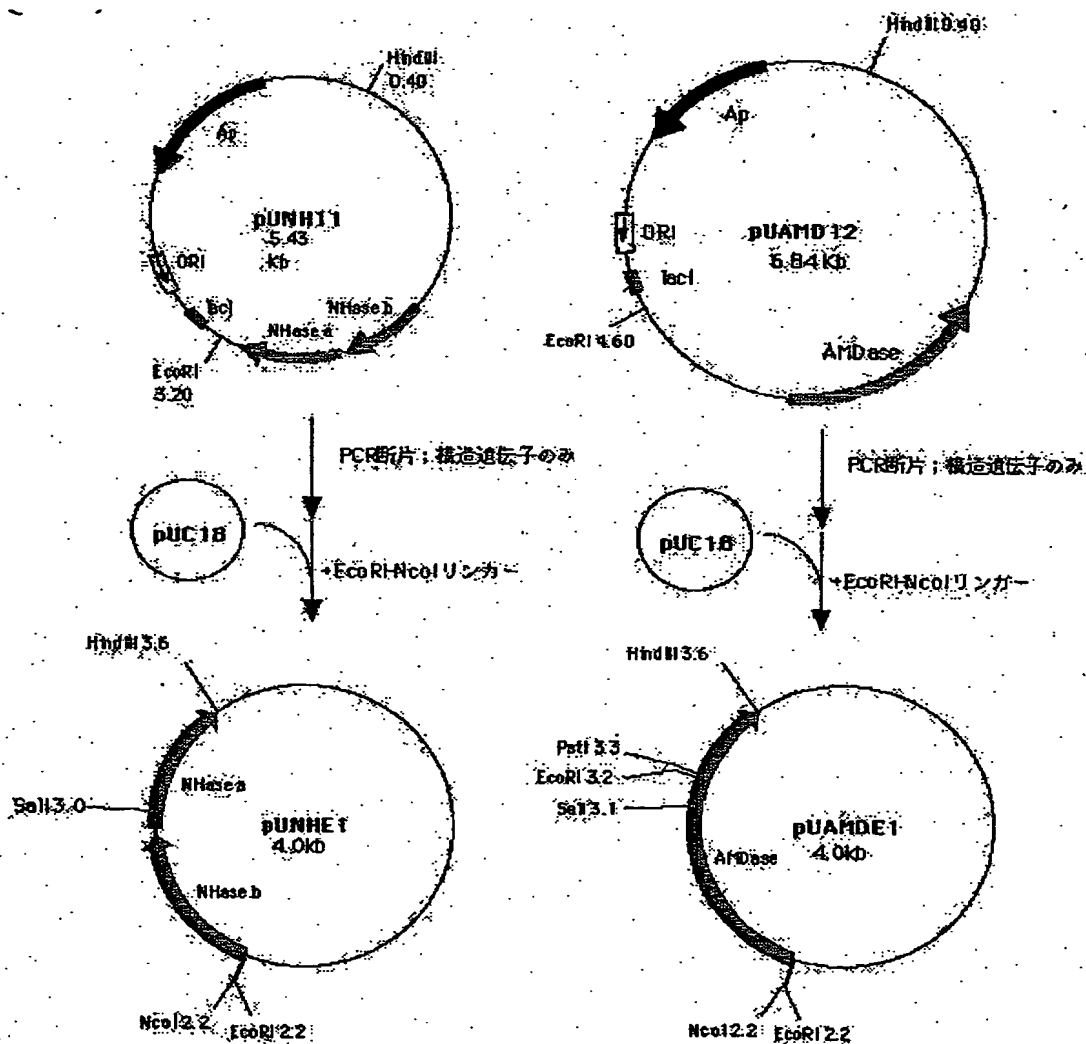 HindIII
0.40
Ap
pUNH11
5.43
kb
ORI
lacI
NHase.b
NHase.a
EcoRI
3.20
HindIII 0.40
Ap
ORI
pUAMD12
6.84kb
lacI
EcoRI 4.60
AMDase
PCR断片；構造遺伝子のみ
PCR断片；構造遺伝子のみ
pUC18
+EcoRI-NcoIリンカー
pUC18
+EcoRI-NcoIリンガー
HindIII 3.6
NHase.a
SalI 3.0
pUNHE1
4.0kb
NHase.b
NcoI 2.2
EcoRI 2.2
HindIII 3.6
PstI 3.3
EcoRI 3.2
SalI 3.1
pUAMDE1
4.0kb
AMDase
NcoI 2.2
EcoRI 2.2